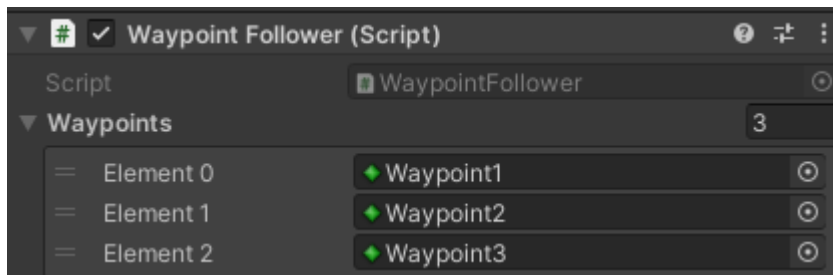 # Waypoint Follower (Script)
Script # WaypointFollower
Waypoints 3
Element 0 Waypoint1
Element 1 Waypoint2
Element 2 Waypoint3